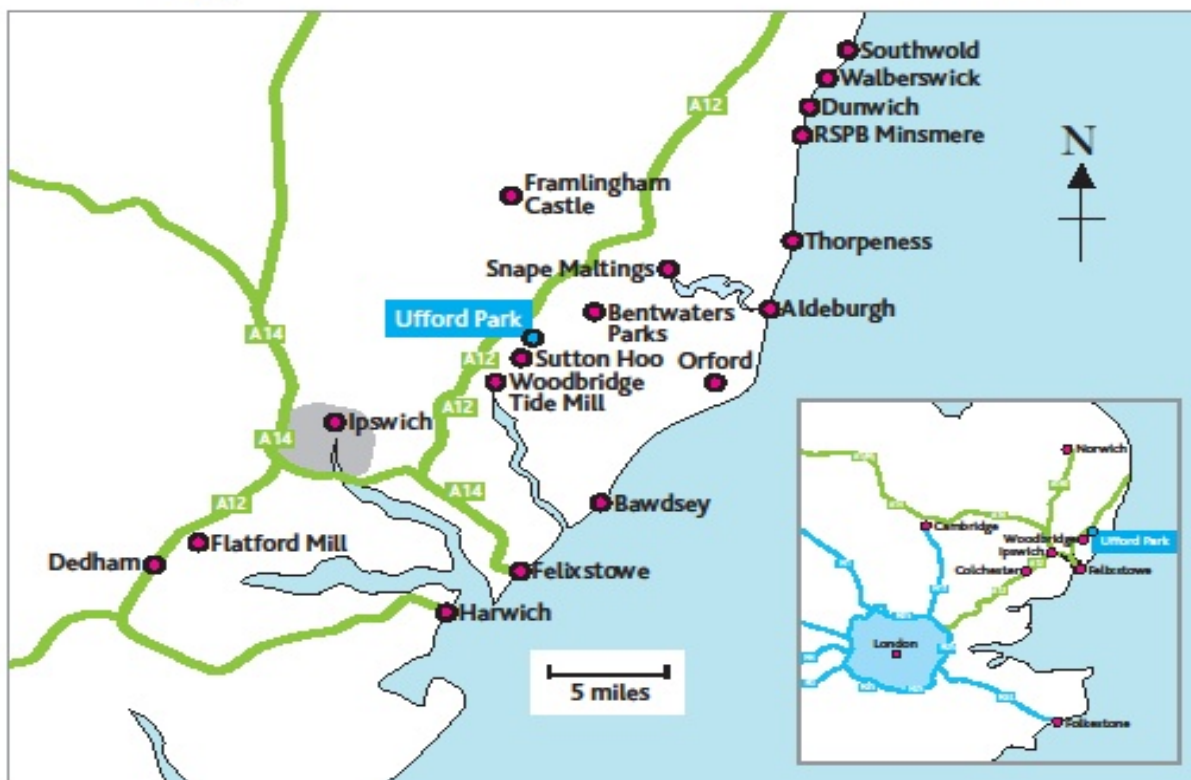 Southwold
Walberswick
A12
Dunwich
RSPB Minsmere
N
Framlingham
Castle
Thorpeness
Snape Maltings
Aldeburgh
Bentwaters
Parks
Ufford Park
A14
A12
Sutton Hoo
Orford
Woodbridge
Tide Mill
A12
Ipswich
A14
A14
A12
Bawdsey
Flatford Mill
Dedham
Felixstowe
Harwich
5 miles
Norwich
Cambridge
Woodbridge
Ufford Park
Ipswich
Colchester
Felixstowe
London
Folkestone